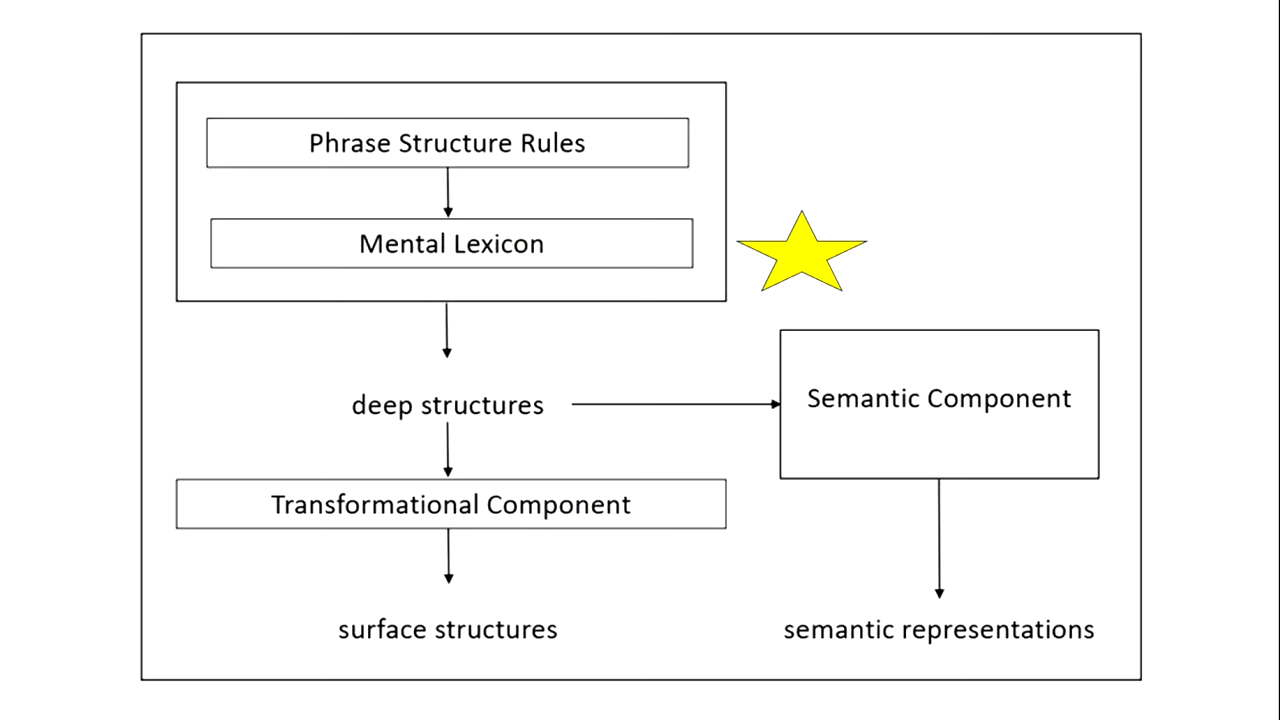 Phrase Structure Rules
Mental Lexicon
deep structures
Semantic Component
Transformational Component
surface structures
semantic representations